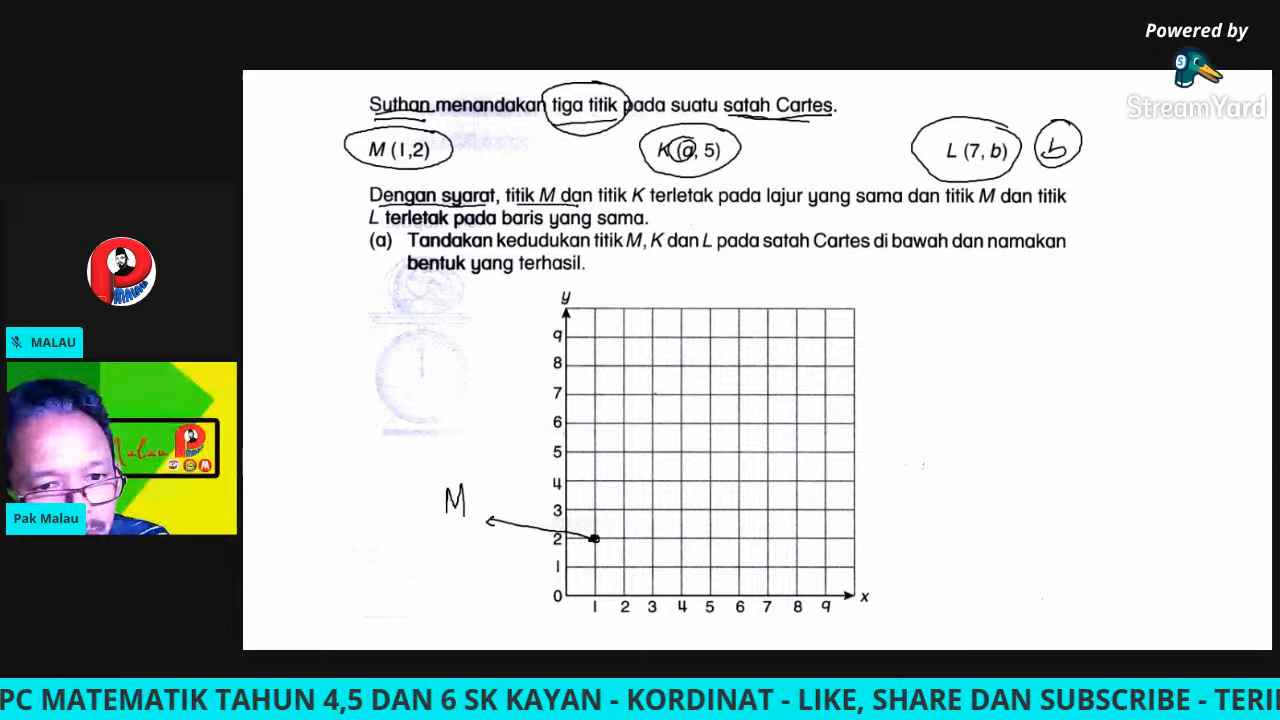 Powered by
StreamYard
Suthan menandakan tiga titik pada suatu satah Cartes.
M (1,2) K (a, 5) L (7, b) b
Dengan syarat, titik M dan titik K terletak pada lajur yang sama dan titik M dan titik
L terletak pada baris yang sama.
(a) Tandakan kedudukan titik M, K dan L pada satah Cartes di bawah dan namakan
bentuk yang terhasil.
y
9
8
7
6
5
4
3
2
1
0
1 2 3 4 5 6 7 8 9 x
M
P
MALAU
MALAU
Malau
P
Pak Malau
PC MATEMATIK TAHUN 4,5 DAN 6 SK KAYAN - KORDINAT - LIKE, SHARE DAN SUBSCRIBE - TERI